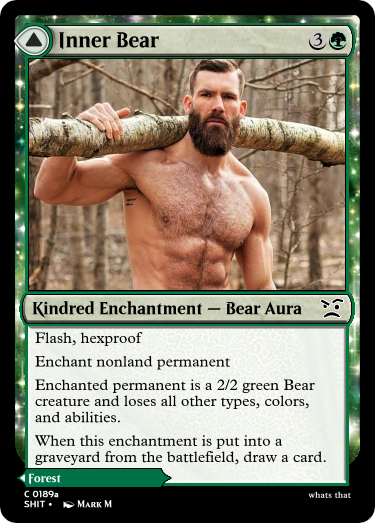 Inner Bear 3
Kindred Enchantment — Bear Aura
Flash, hexproof
Enchant nonland permanent
Enchanted permanent is a 2/2 green Bear
creature and loses all other types, colors,
and abilities.
When this enchantment is put into a
graveyard from the battlefield, draw a card.
Forest
C 0189a
SHIT • Mark M
whats that